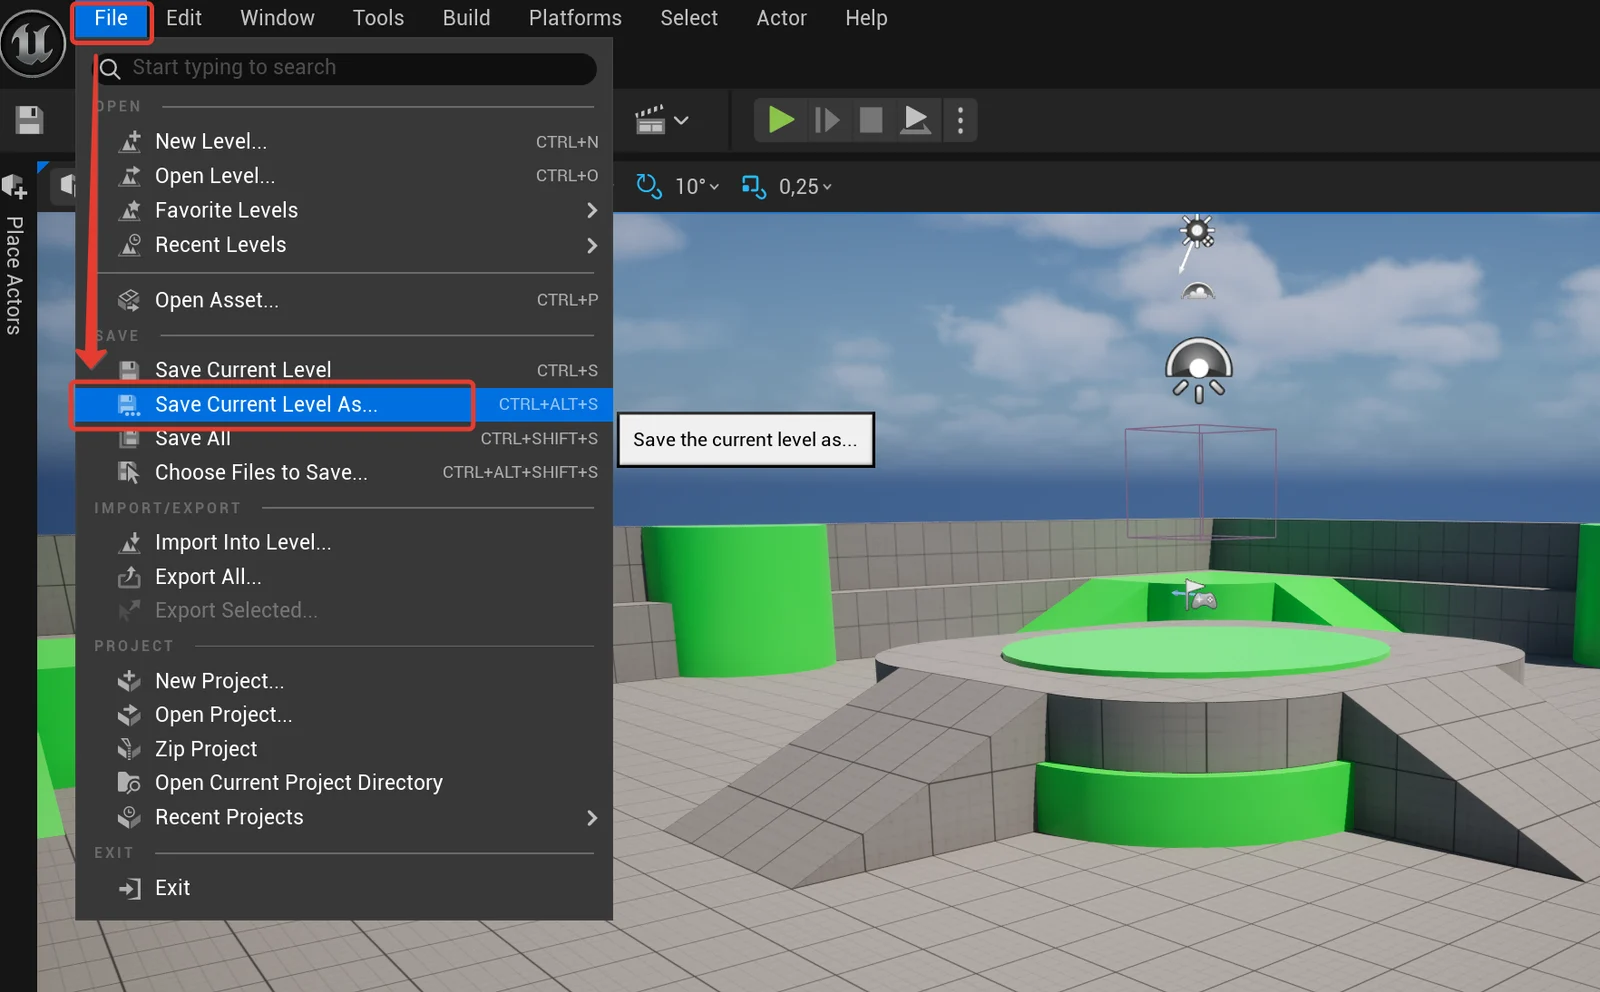 File Edit Window Tools Build Platforms Select Actor Help
Start typing to search
OPEN
New Level... CTRL+N
Open Level... CTRL+O
Favorite Levels
Recent Levels
Open Asset... CTRL+P
SAVE
Save Current Level CTRL+S
Save Current Level As... CTRL+ALT+S
Save All CTRL+SHIFT+S
Choose Files to Save... CTRL+ALT+SHIFT+S
IMPORT/EXPORT
Import Into Level...
Export All...
Export Selected...
PROJECT
New Project...
Open Project...
Zip Project
Open Current Project Directory
Recent Projects
EXIT
Exit
Place Actors
10° 0,25
Save the current level as...